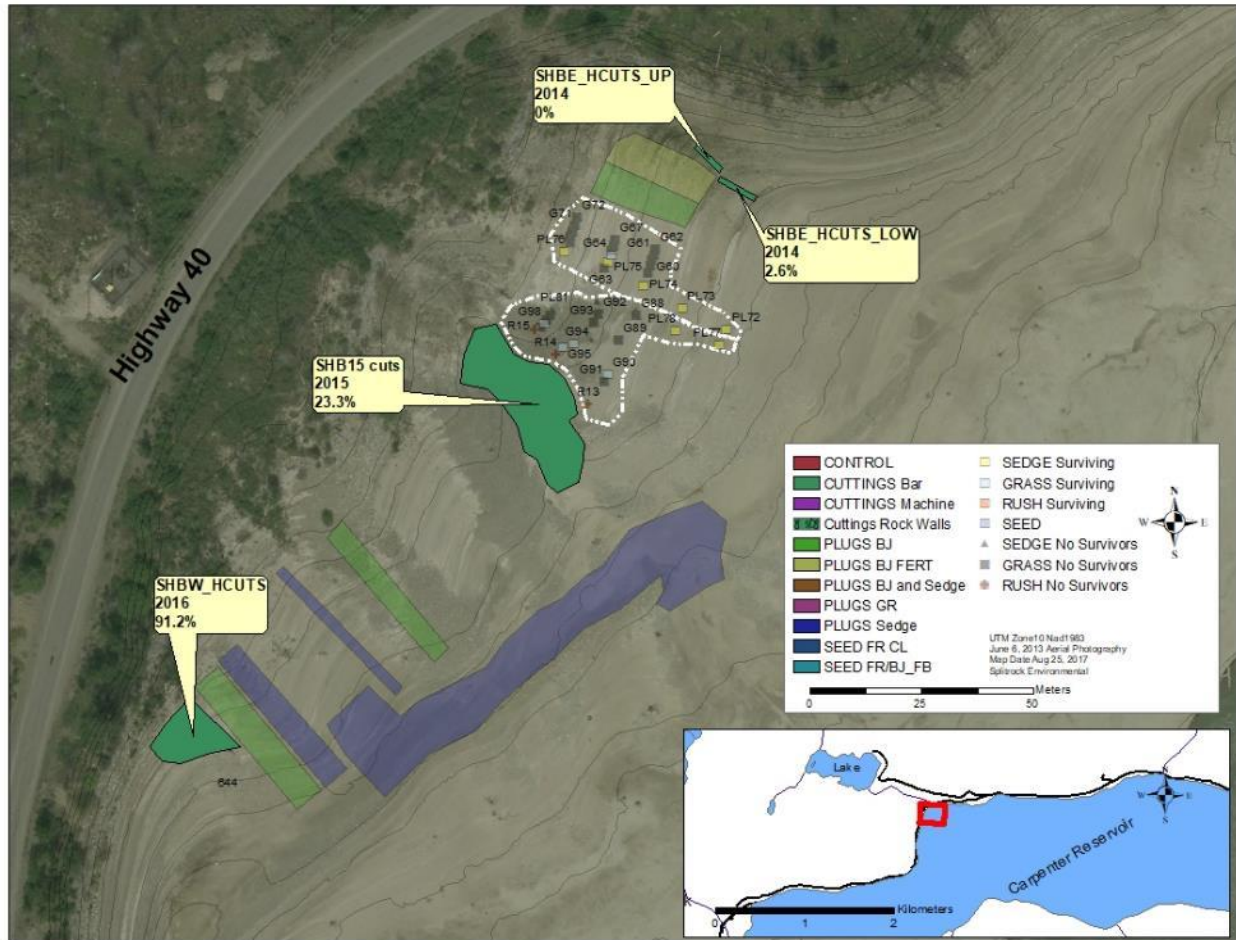 SHBE_HCUTS_UP
2014
0%
Highway 40
SHBE_HCUTS_LOW
2014
2.6%
G72
G71
G67
G62
PL76
G64
G61
PL75
G60
G63
PL74
PL81
G92
G88
PL73
G98
G93
PL78
PL72
R15
G89
PL77
G94
R14
G95
G90
G91
R13
SHB15 cuts
2015
23.3%
SHBW_HCUTS
2016
91.2%
644
CONTROL
CUTTINGS Bar
CUTTINGS Machine
Cuttings Rock Walls
PLUGS BJ
PLUGS BJ FERT
PLUGS BJ and Sedge
PLUGS GR
PLUGS Sedge
SEED FR CL
SEED FR/BJ_FB
SEDGE Surviving
GRASS Surviving
RUSH Surviving
SEED
SEDGE No Survivors
GRASS No Survivors
RUSH No Survivors
N
W E
S
UTM Zone10 Nad1983
June 6, 2013 Aerial Photography
Map Date Aug 25, 2017
Splitrock Environmental
Meters
0 25 50
Lake
N
W E
S
Carpenter Reservoir
Kilometers
0 1 2